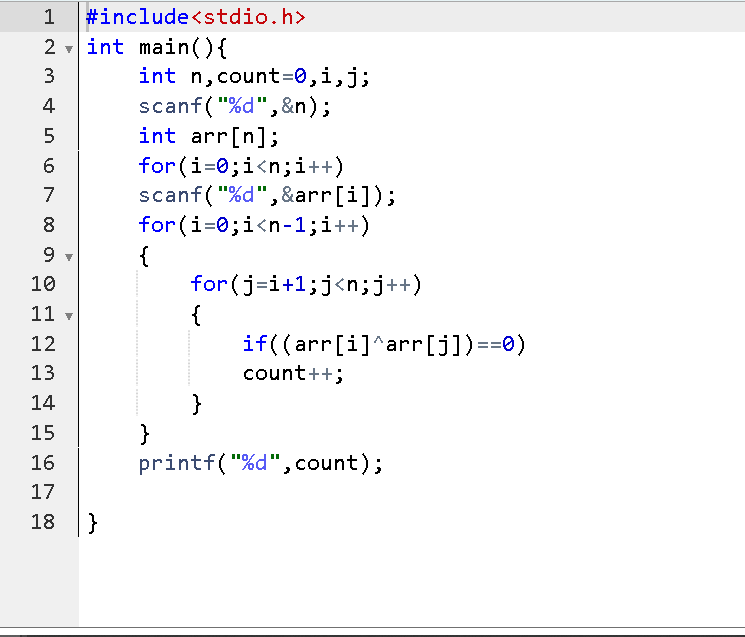 1 #include<stdio.h>
2 int main(){
3     int n,count=0,i,j;
4     scanf("%d",&n);
5     int arr[n];
6     for(i=0;i<n;i++)
7     scanf("%d",&arr[i]);
8     for(i=0;i<n-1;i++)
9     {
10         for(j=i+1;j<n;j++)
11         {
12             if((arr[i]^arr[j])==0)
13             count++;
14         }
15     }
16     printf("%d",count);
17
18 }